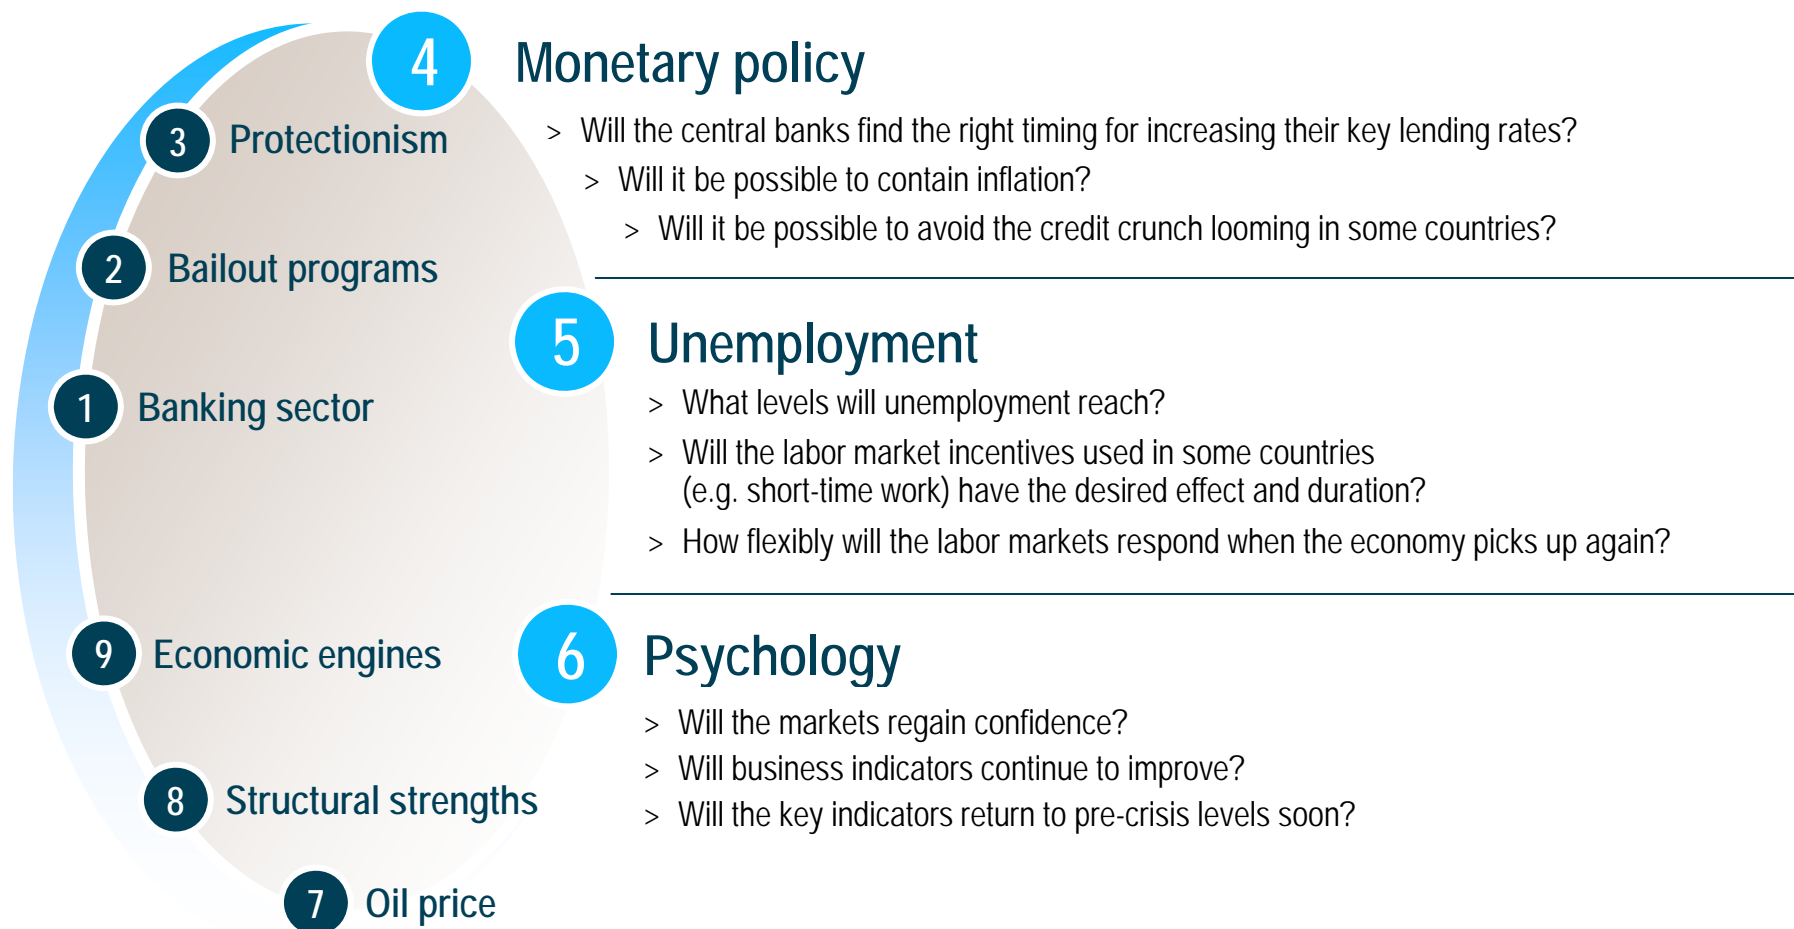 4 Monetary policy
> Will the central banks find the right timing for increasing their key lending rates?
> Will it be possible to contain inflation?
> Will it be possible to avoid the credit crunch looming in some countries?
3 Protectionism
2 Bailout programs
1 Banking sector
5 Unemployment
> What levels will unemployment reach?
> Will the labor market incentives used in some countries
(e.g. short-time work) have the desired effect and duration?
> How flexibly will the labor markets respond when the economy picks up again?
9 Economic engines
6 Psychology
> Will the markets regain confidence?
> Will business indicators continue to improve?
> Will the key indicators return to pre-crisis levels soon?
8 Structural strengths
7 Oil price